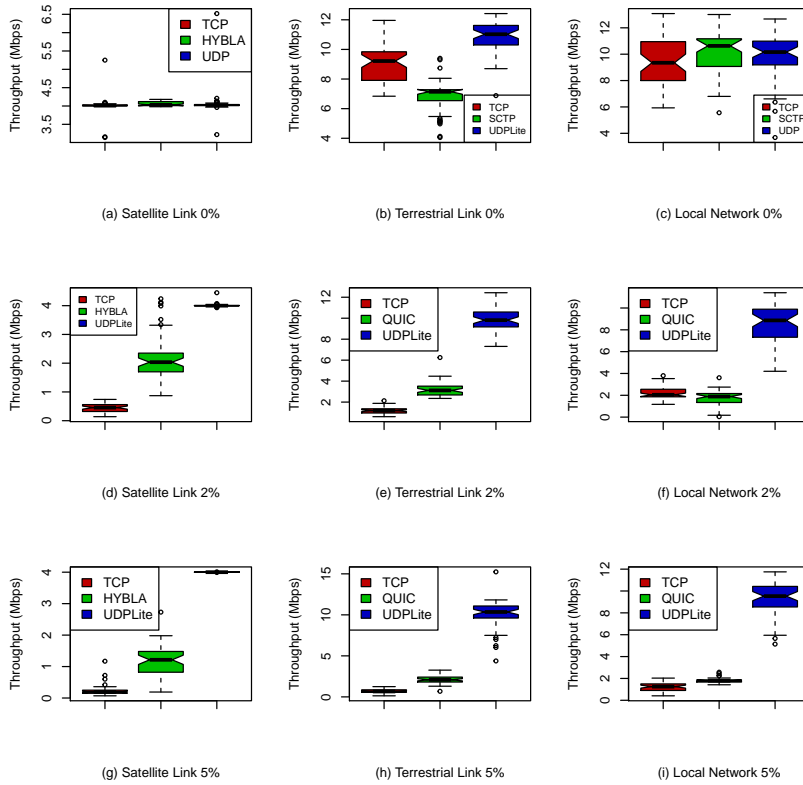 Throughput (Mbps)
6.5
5.5
4.5
3.5
TCP
HYBLA
UDP
(a) Satellite Link 0%
Throughput (Mbps)
12
10
8
6
4
TCP
SCTP
UDPLite
(b) Terrestrial Link 0%
Throughput (Mbps)
12
10
8
6
4
TCP
SCTP
UDP
(c) Local Network 0%
Throughput (Mbps)
4
3
2
1
0
TCP
HYBLA
UDPLite
(d) Satellite Link 2%
Throughput (Mbps)
12
10
8
6
4
2
TCP
QUIC
UDPLite
(e) Terrestrial Link 2%
Throughput (Mbps)
8
6
4
2
0
TCP
QUIC
UDPLite
(f) Local Network 2%
Throughput (Mbps)
4
3
2
1
0
TCP
HYBLA
UDPLite
(g) Satellite Link 5%
Throughput (Mbps)
15
10
5
0
TCP
QUIC
UDPLite
(h) Terrestrial Link 5%
Throughput (Mbps)
12
10
8
6
4
2
0
TCP
QUIC
UDPLite
(i) Local Network 5%